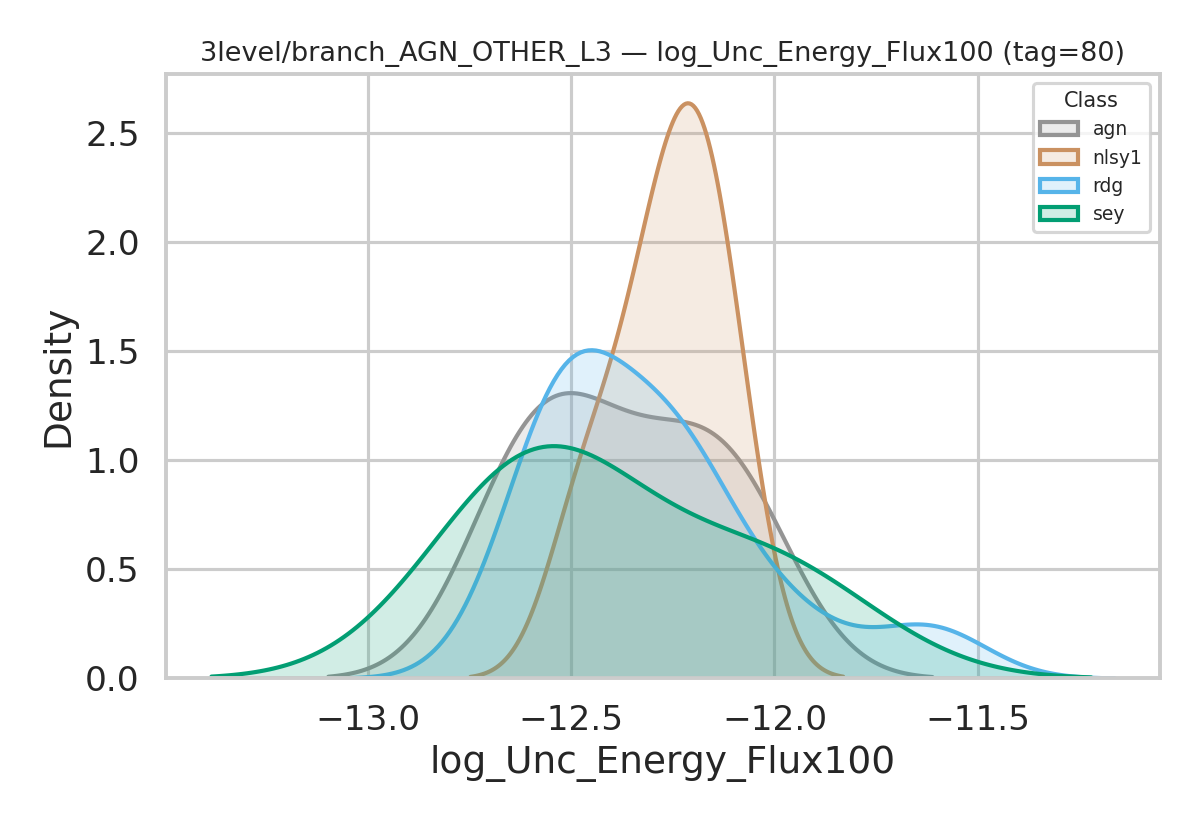 3level/branch_AGN_OTHER_L3 — log_Unc_Energy_Flux100 (tag=80)
Class
agn
nlsy1
rdg
sey
Density
2.5
2.0
1.5
1.0
0.5
0.0
−13.0
−12.5
−12.0
−11.5
log_Unc_Energy_Flux100